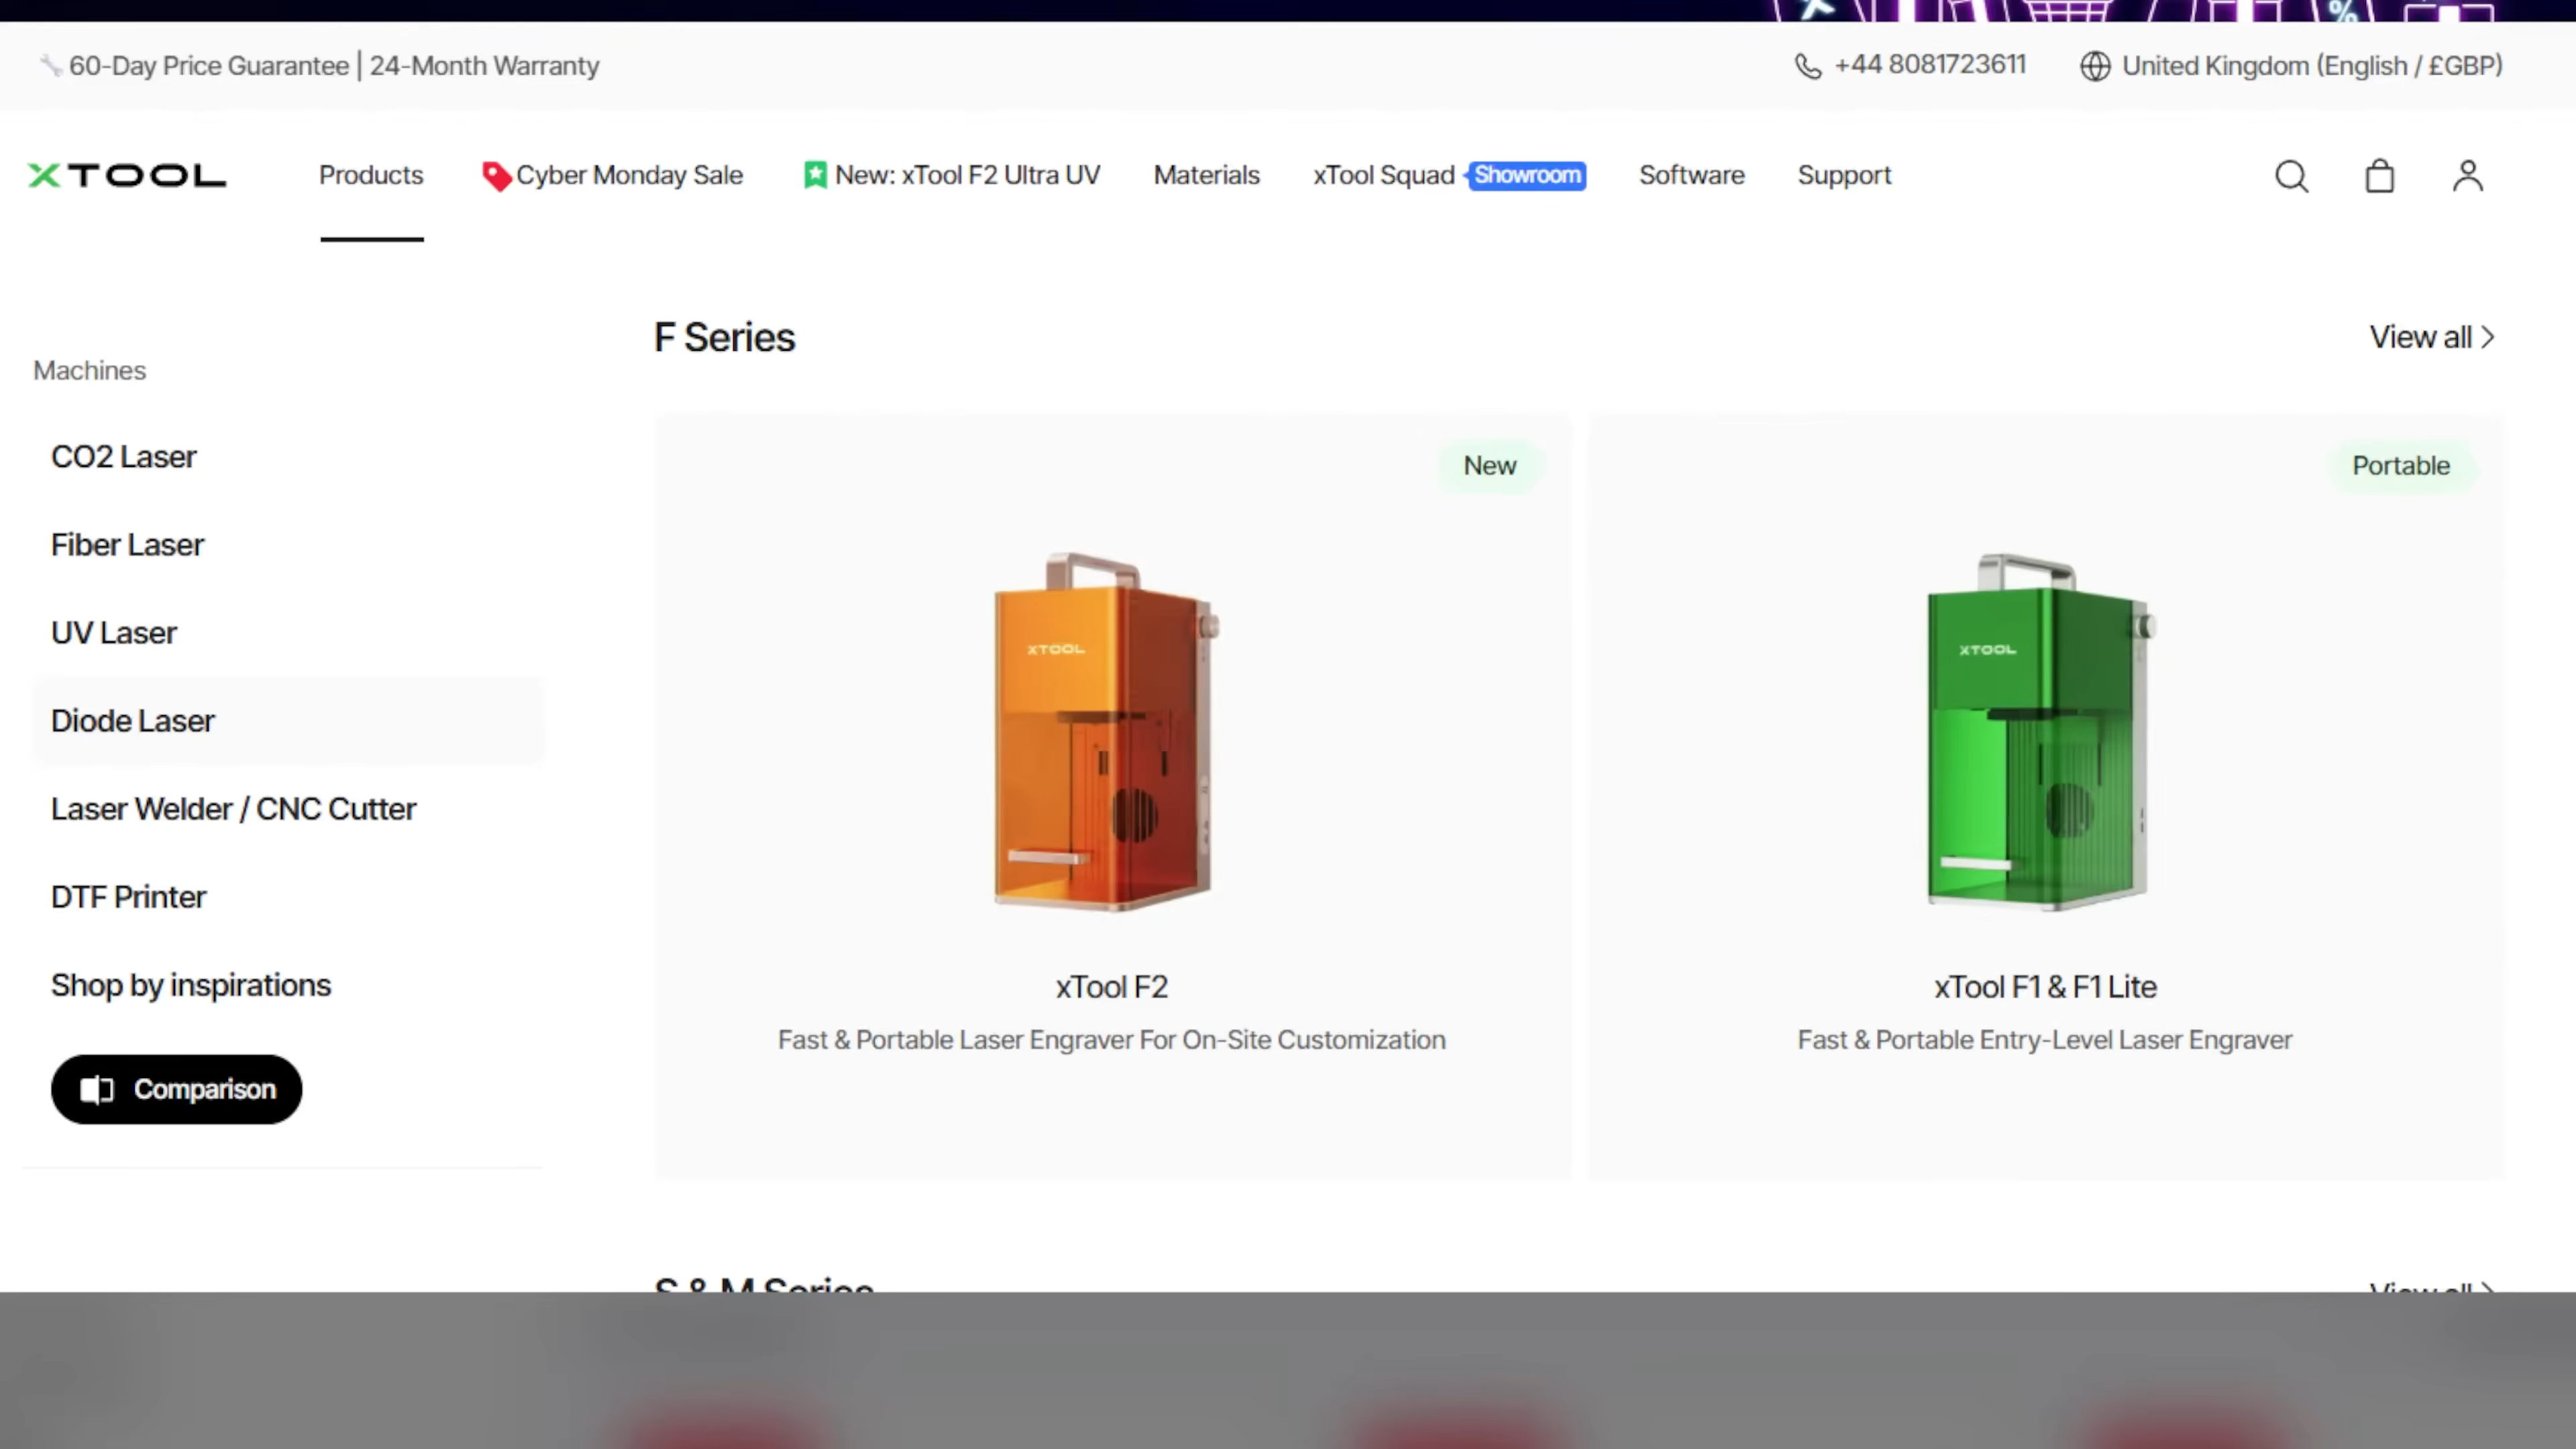 60-Day Price Guarantee | 24-Month Warranty
+44 8081723611
United Kingdom (English / £GBP)
XTOOL
Products
Cyber Monday Sale
New: xTool F2 Ultra UV
Materials
xTool Squad
Showroom
Software
Support
Machines
CO2 Laser
Fiber Laser
UV Laser
Diode Laser
Laser Welder / CNC Cutter
DTF Printer
Shop by inspirations
Comparison
F Series
View all
New
XTOOL
xTool F2
Fast & Portable Laser Engraver For On-Site Customization
Portable
XTOOL
xTool F1 & F1 Lite
Fast & Portable Entry-Level Laser Engraver
S & M Series
View all